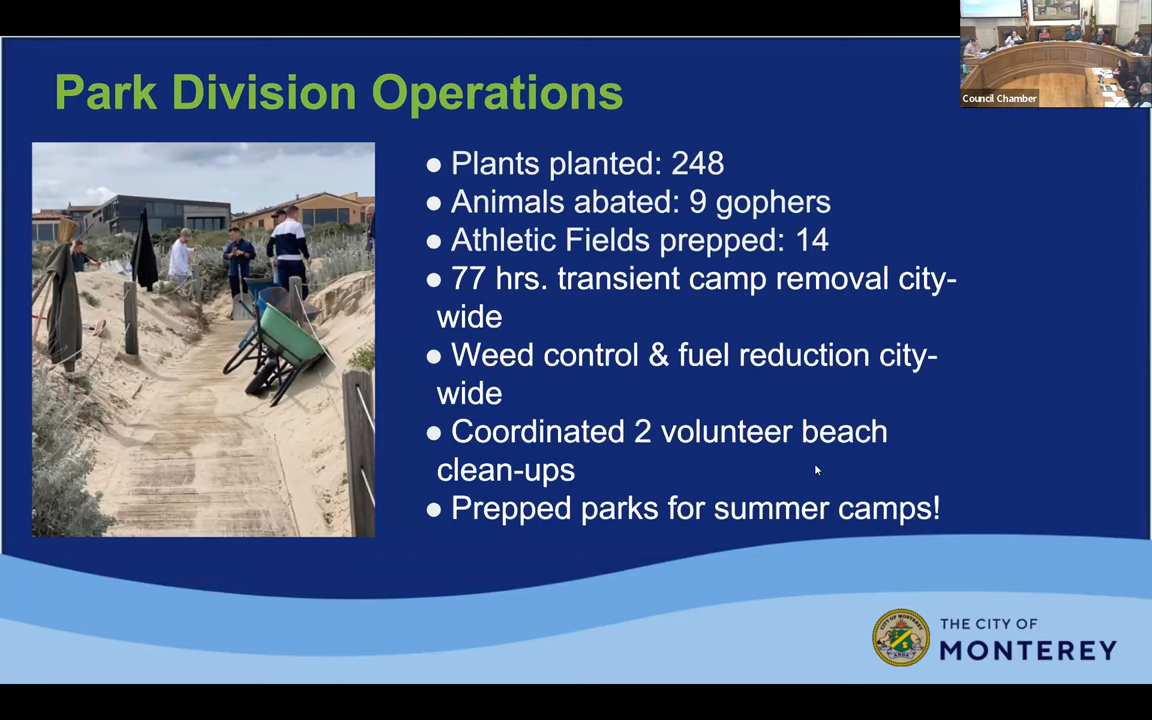 Park Division Operations
Council Chamber
● Plants planted: 248
● Animals abated: 9 gophers
● Athletic Fields prepped: 14
● 77 hrs. transient camp removal city-
wide
● Weed control & fuel reduction city-
wide
● Coordinated 2 volunteer beach
clean-ups
● Prepped parks for summer camps!
THE CITY OF
MONTEREY